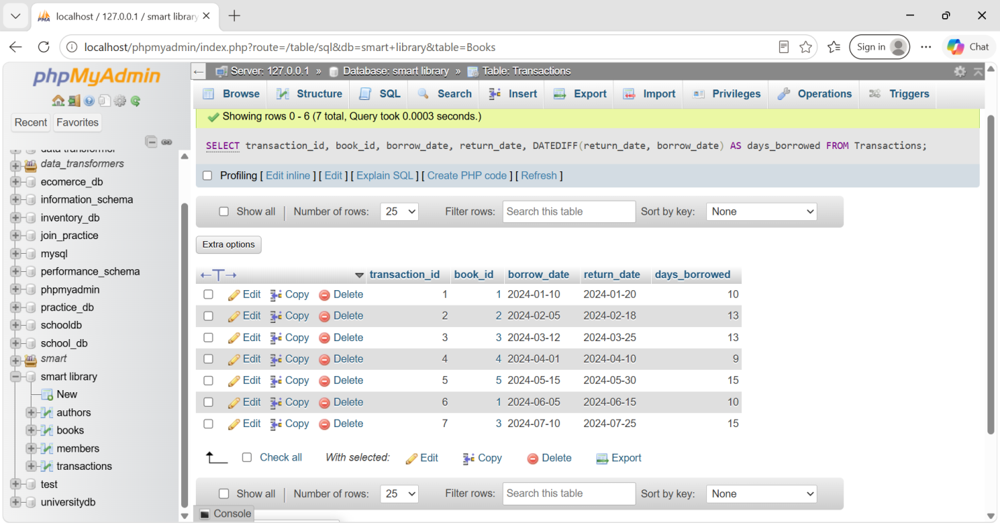 localhost / 127.0.0.1 / smart library
localhost/phpmyadmin/index.php?route=/table/sql&db=smart+library&table=Books
Sign in
Chat
phpMyAdmin
Recent
Favorites
data_transformers
ecomerce_db
information_schema
inventory_db
join_practice
mysql
performance_schema
phpmyadmin
practice_db
schooldb
school_db
smart
smart library
New
authors
books
members
transactions
test
universitydb
Server: 127.0.0.1 » Database: smart library » Table: Transactions
Browse Structure SQL Search Insert Export Import Privileges Operations Triggers
Showing rows 0 - 6 (7 total, Query took 0.0003 seconds.)
SELECT transaction_id, book_id, borrow_date, return_date, DATEDIFF(return_date, borrow_date) AS days_borrowed FROM Transactions;
Profiling [ Edit inline ] [ Edit ] [ Explain SQL ] [ Create PHP code ] [ Refresh ]
Show all | Number of rows: 25 Filter rows: Search this table Sort by key: None
Extra options
←T→ transaction_id book_id borrow_date return_date days_borrowed
Edit Copy Delete 1 1 2024-01-10 2024-01-20 10
Edit Copy Delete 2 2 2024-02-05 2024-02-18 13
Edit Copy Delete 3 3 2024-03-12 2024-03-25 13
Edit Copy Delete 4 4 2024-04-01 2024-04-10 9
Edit Copy Delete 5 5 2024-05-15 2024-05-30 15
Edit Copy Delete 6 1 2024-06-05 2024-06-15 10
Edit Copy Delete 7 3 2024-07-10 2024-07-25 15
Check all With selected: Edit Copy Delete Export
Show all | Number of rows: 25 Filter rows: Search this table Sort by key: None
Console